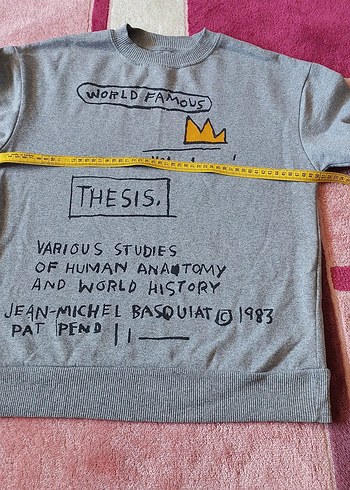 WORLD FAMOUS
THESIS.
VARIOUS STUDIES
OF HUMAN ANATOMY
AND WORLD HISTORY
JEAN-MICHEL BASQUIAT © 1983
PAT PEND